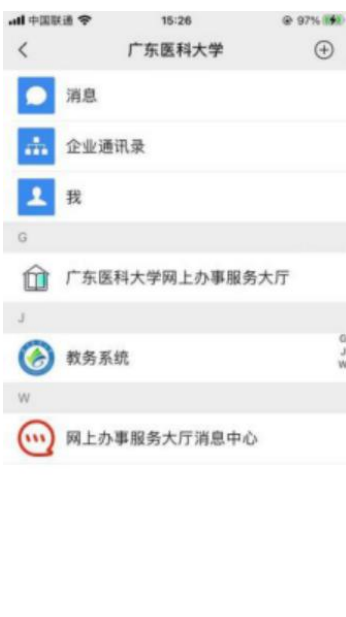 中国联通 15:26 97%
广东医科大学
消息
企业通讯录
我
G
广东医科大学网上办事服务大厅
J
教务系统
G
J
W
W
网上办事服务大厅消息中心